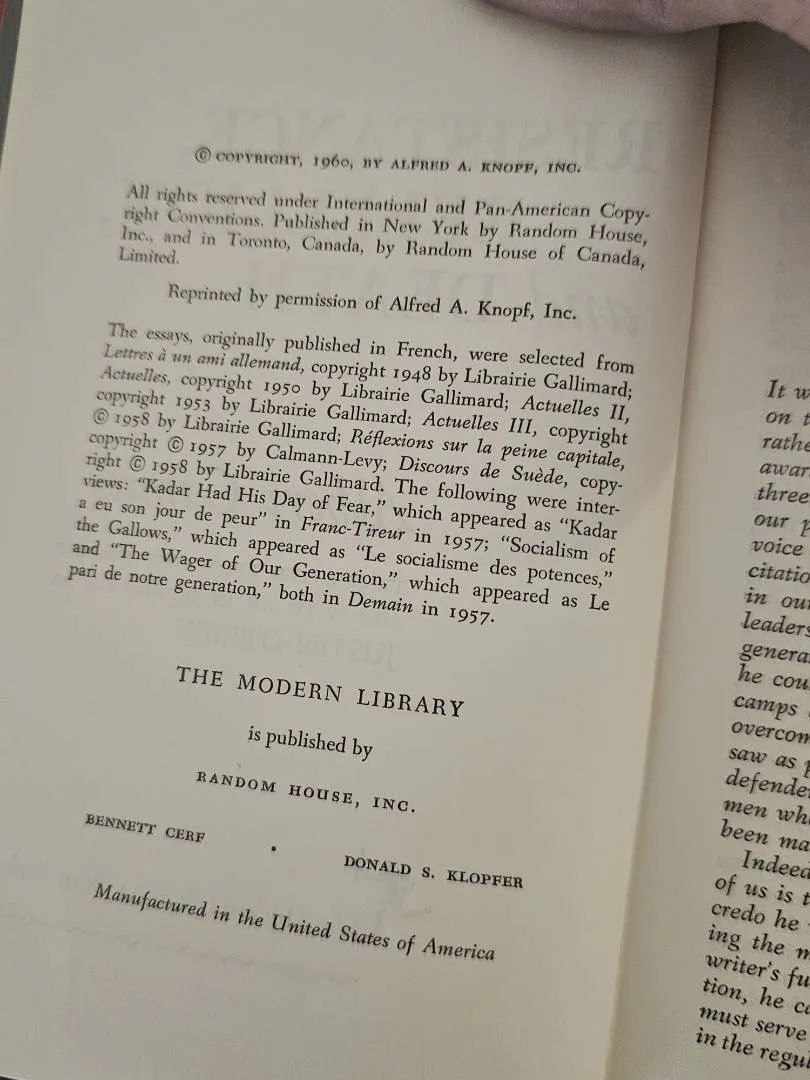 © COPYRIGHT, 1960, BY ALFRED A. KNOPF, INC.
All rights reserved under International and Pan-American Copy-
right Conventions. Published in New York by Random House,
Inc., and in Toronto, Canada, by Random House of Canada,
Limited.
Reprinted by permission of Alfred A. Knopf, Inc.
The essays, originally published in French, were selected from
Lettres à un ami allemand, copyright 1948 by Librairie Gallimard;
Actuelles, copyright 1950 by Librairie Gallimard; Actuelles II,
copyright 1953 by Librairie Gallimard; Actuelles III, copyright
© 1958 by Librairie Gallimard; Réflexions sur la peine capitale,
copyright © 1957 by Calmann-Levy; Discours de Suède, copy-
right © 1958 by Librairie Gallimard. The following were inter-
views: "Kadar Had His Day of Fear," which appeared as "Kadar
a eu son jour de peur" in Franc-Tireur in 1957; "Socialism of
the Gallows," which appeared as "Le socialisme des potences,"
and "The Wager of Our Generation," which appeared as Le
pari de notre generation," both in Demain in 1957.
THE MODERN LIBRARY
is published by
RANDOM HOUSE, INC.
BENNETT CERF • DONALD S. KLOPFER
Manufactured in the United States of America
It
on
rathe
awar
three
our
voice
citatio
in our
leaders
genera
he cou
camps
overcom
saw as
defende
men wh
been ma
Indeed
of us is
credo he
ing the
writer's fu
tion, he
must serve
in the regul